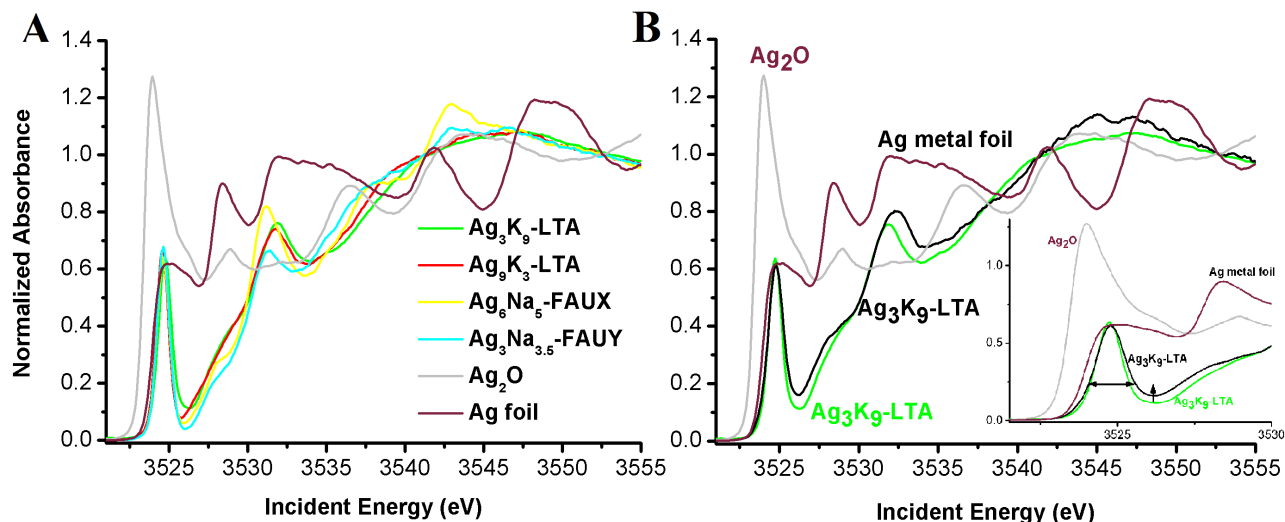 A
1.4
1.2
1.0
0.8
0.6
0.4
0.2
0.0
Normalized Absorbance
Ag3K9-LTA
Ag9K3-LTA
Ag6Na5-FAUX
Ag3Na3.5-FAUY
Ag2O
Ag foil
3525 3530 3535 3540 3545 3550 3555
Incident Energy (eV)
B
1.4
1.2
1.0
0.8
0.6
0.4
0.2
0.0
Ag2O
Ag metal foil
Ag3K9-LTA
Ag3K9-LTA
1.0
0.5
0.0
Ag2O
Ag metal foil
Ag3K9-LTA
Ag3K9-LTA
3525 3530
3525 3530 3535 3540 3545 3550 3555
Incident Energy (eV)